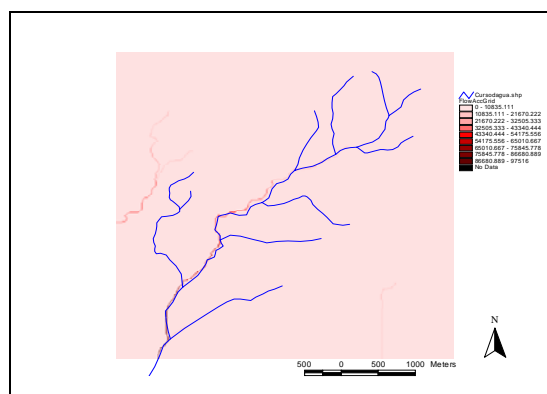 Cursodagua.shp
FlowAccGrid
0 - 10835.111
10835.111 - 21670.222
21670.222 - 32505.333
32505.333 - 43340.444
43340.444 - 54175.556
54175.556 - 65010.667
65010.667 - 75845.778
75845.778 - 86680.889
86680.889 - 97516
No Data
N
500 0 500 1000 Meters